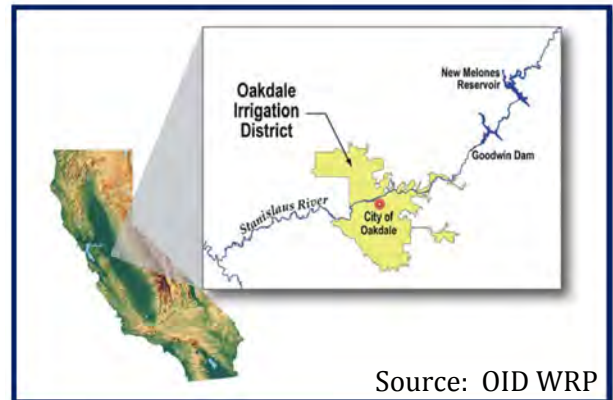 New Melones
Reservoir
Oakdale
Irrigation
District
Goodwin Dam
Stanislaus River
City of
Oakdale
Source: OID WRP